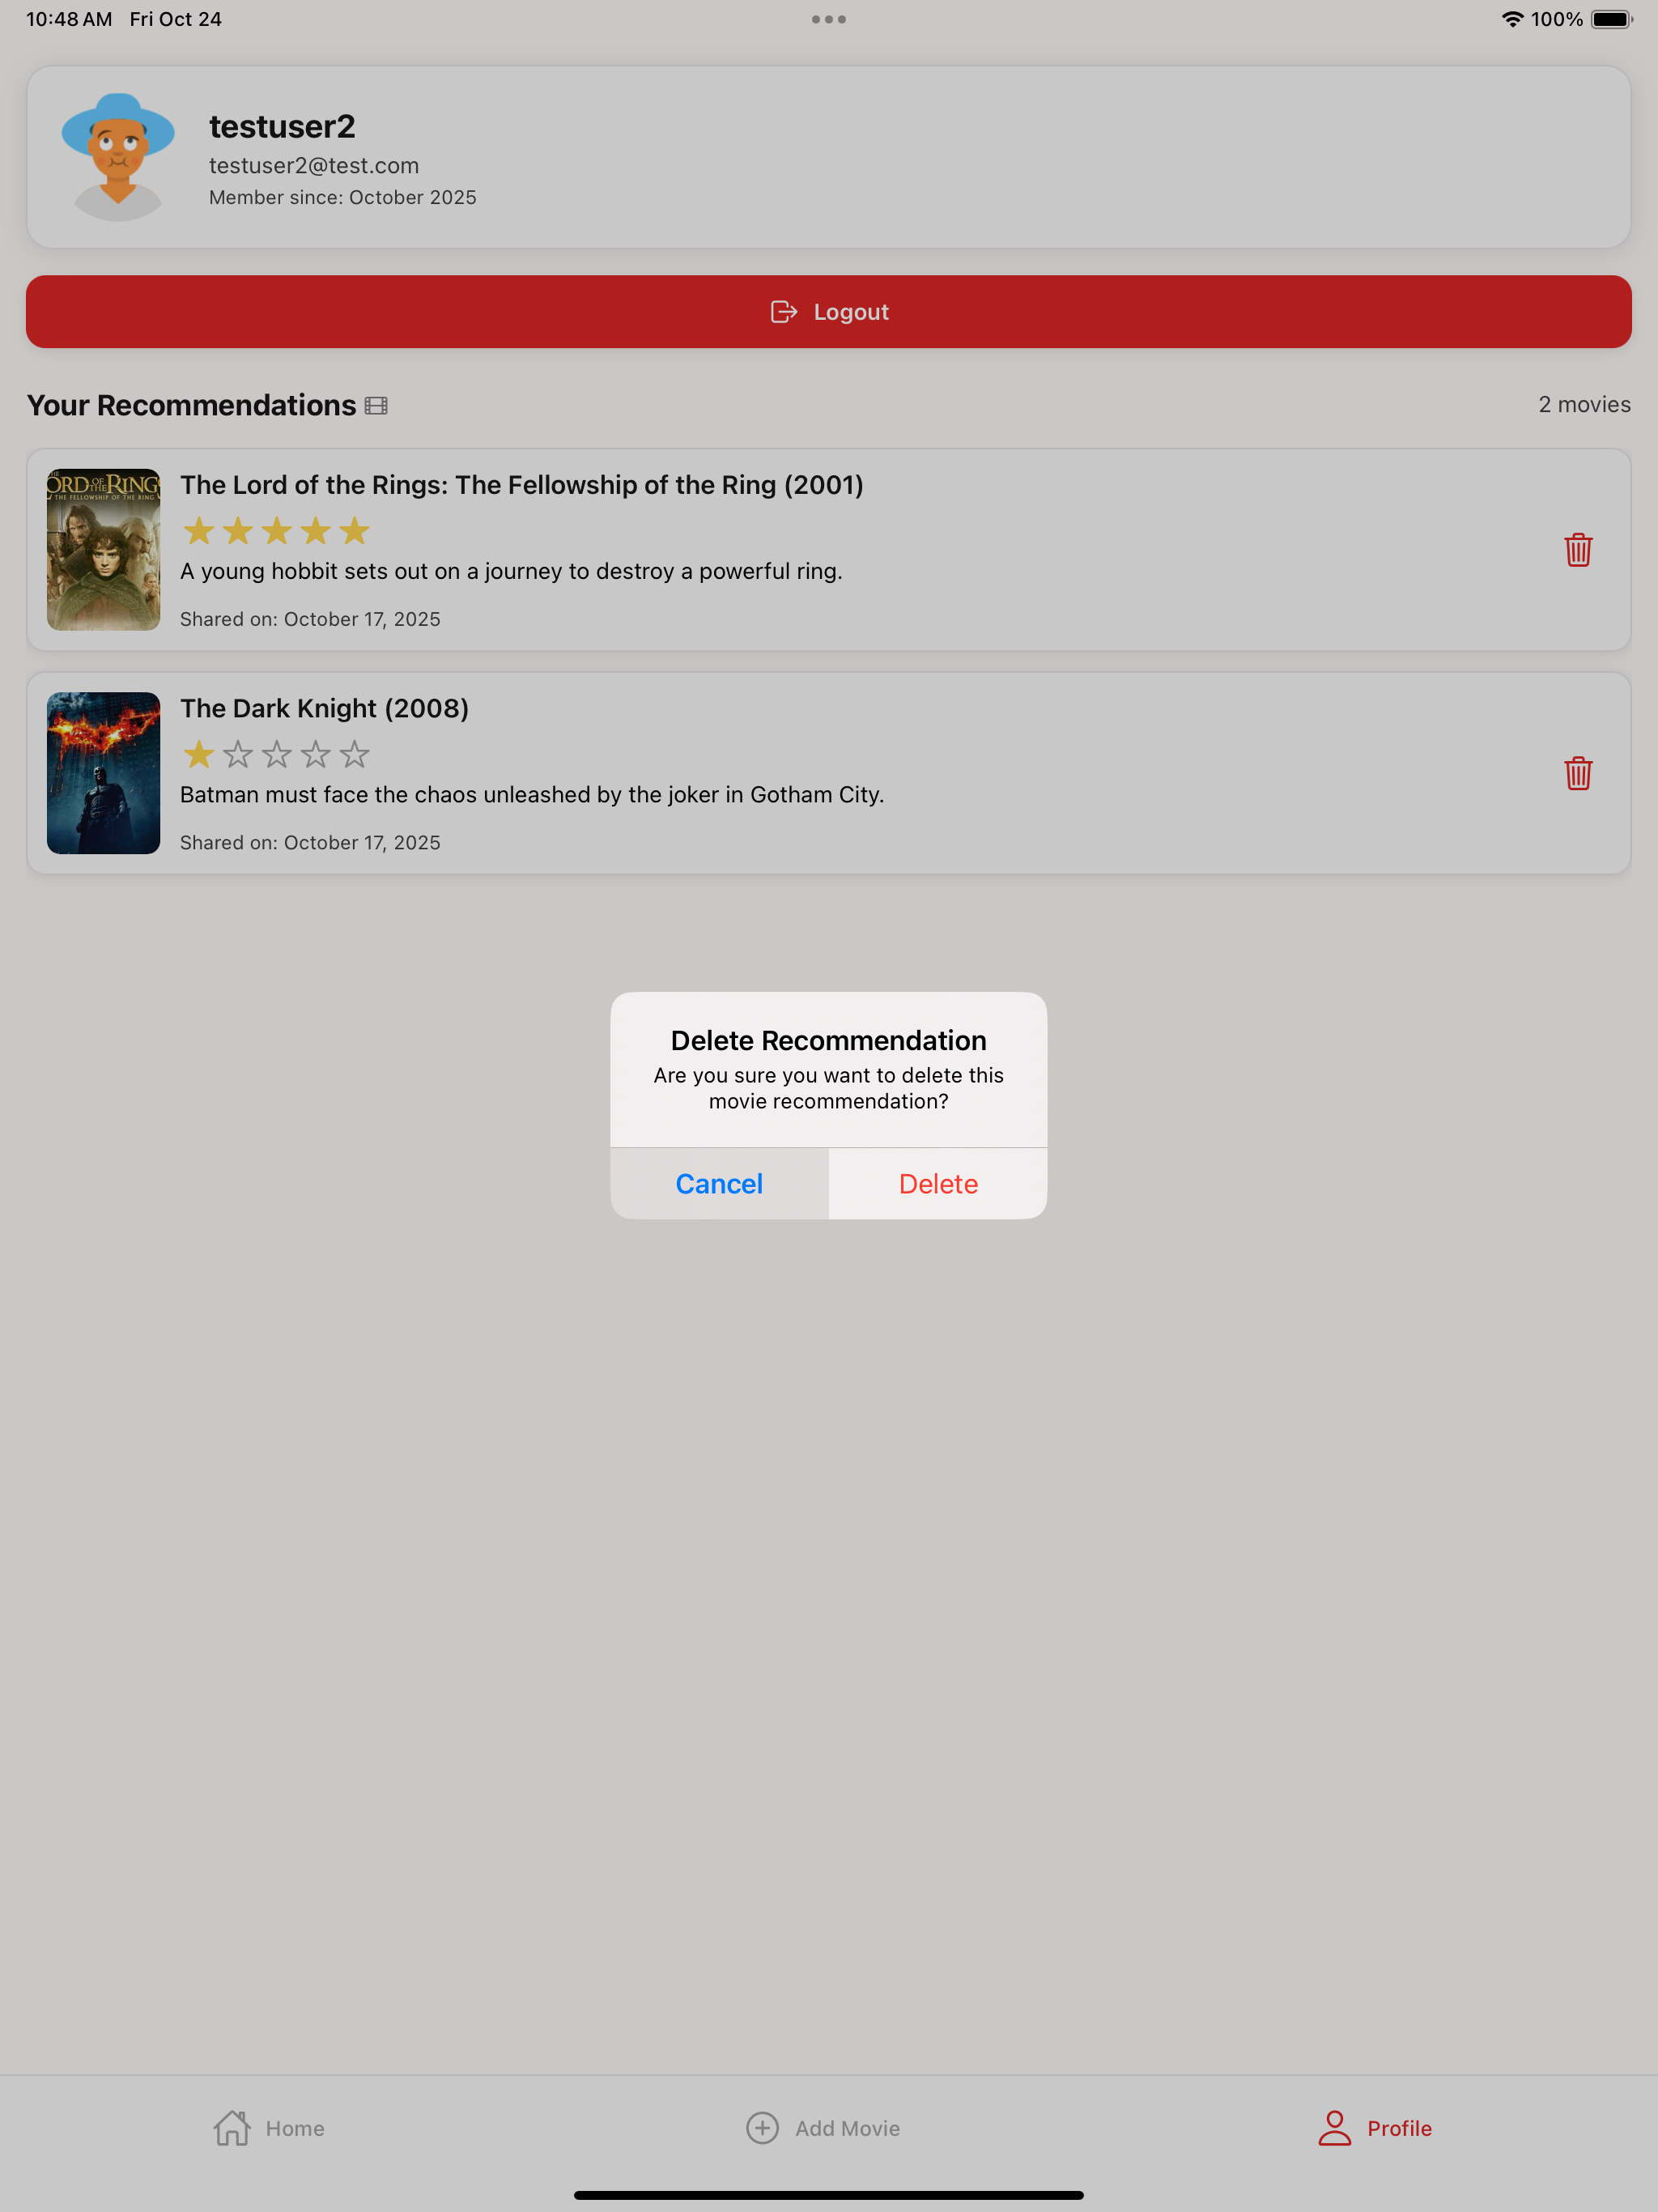 10:48 AM Fri Oct 24
100%
testuser2
testuser2@test.com
Member since: October 2025
Logout
Your Recommendations
2 movies
THE
LORD OF THE RINGS
THE FELLOWSHIP OF THE RING
The Lord of the Rings: The Fellowship of the Ring (2001)
A young hobbit sets out on a journey to destroy a powerful ring.
Shared on: October 17, 2025
The Dark Knight (2008)
Batman must face the chaos unleashed by the joker in Gotham City.
Shared on: October 17, 2025
Delete Recommendation
Are you sure you want to delete this
movie recommendation?
Cancel Delete
Home Add Movie Profile